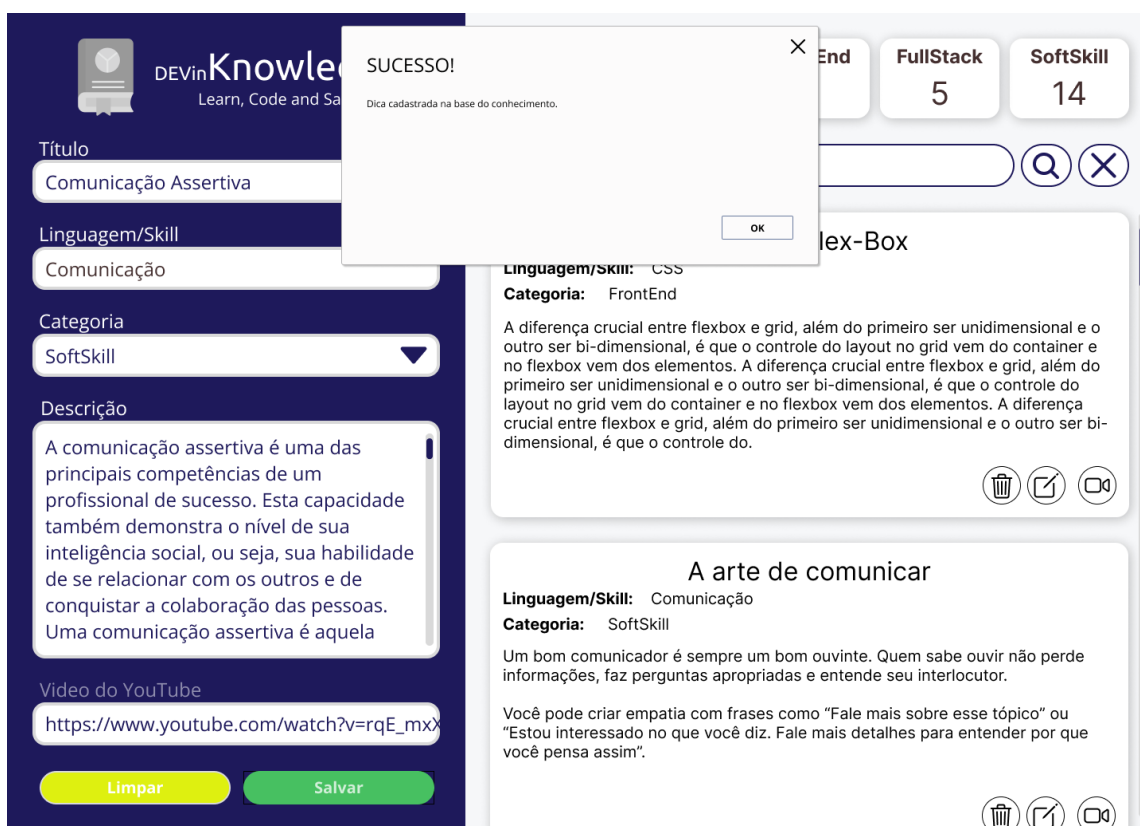 DEVinKnowle
Learn, Code and Sa
Título
Comunicação Assertiva
Linguagem/Skill
Comunicação
Categoria
SoftSkill
Descrição
A comunicação assertiva é uma das
principais competências de um
profissional de sucesso. Esta capacidade
também demonstra o nível de sua
inteligência social, ou seja, sua habilidade
de se relacionar com os outros e de
conquistar a colaboração das pessoas.
Uma comunicação assertiva é aquela
Video do YouTube
https://www.youtube.com/watch?v=rqE_mxX
Limpar
Salvar
SUCESSO!
Dica cadastrada na base do conhecimento.
OK
End
FullStack
5
SoftSkill
14
lex-Box
Linguagem/Skill: CSS
Categoria: FrontEnd
A diferença crucial entre flexbox e grid, além do primeiro ser unidimensional e o
outro ser bi-dimensional, é que o controle do layout no grid vem do container e
no flexbox vem dos elementos. A diferença crucial entre flexbox e grid, além do
primeiro ser unidimensional e o outro ser bi-dimensional, é que o controle do
layout no grid vem do container e no flexbox vem dos elementos. A diferença
crucial entre flexbox e grid, além do primeiro ser unidimensional e o outro ser bi-
dimensional, é que o controle do.
A arte de comunicar
Linguagem/Skill: Comunicação
Categoria: SoftSkill
Um bom comunicador é sempre um bom ouvinte. Quem sabe ouvir não perde
informações, faz perguntas apropriadas e entende seu interlocutor.
Você pode criar empatia com frases como “Fale mais sobre esse tópico” ou
“Estou interessado no que você diz. Fale mais detalhes para entender por que
você pensa assim”.